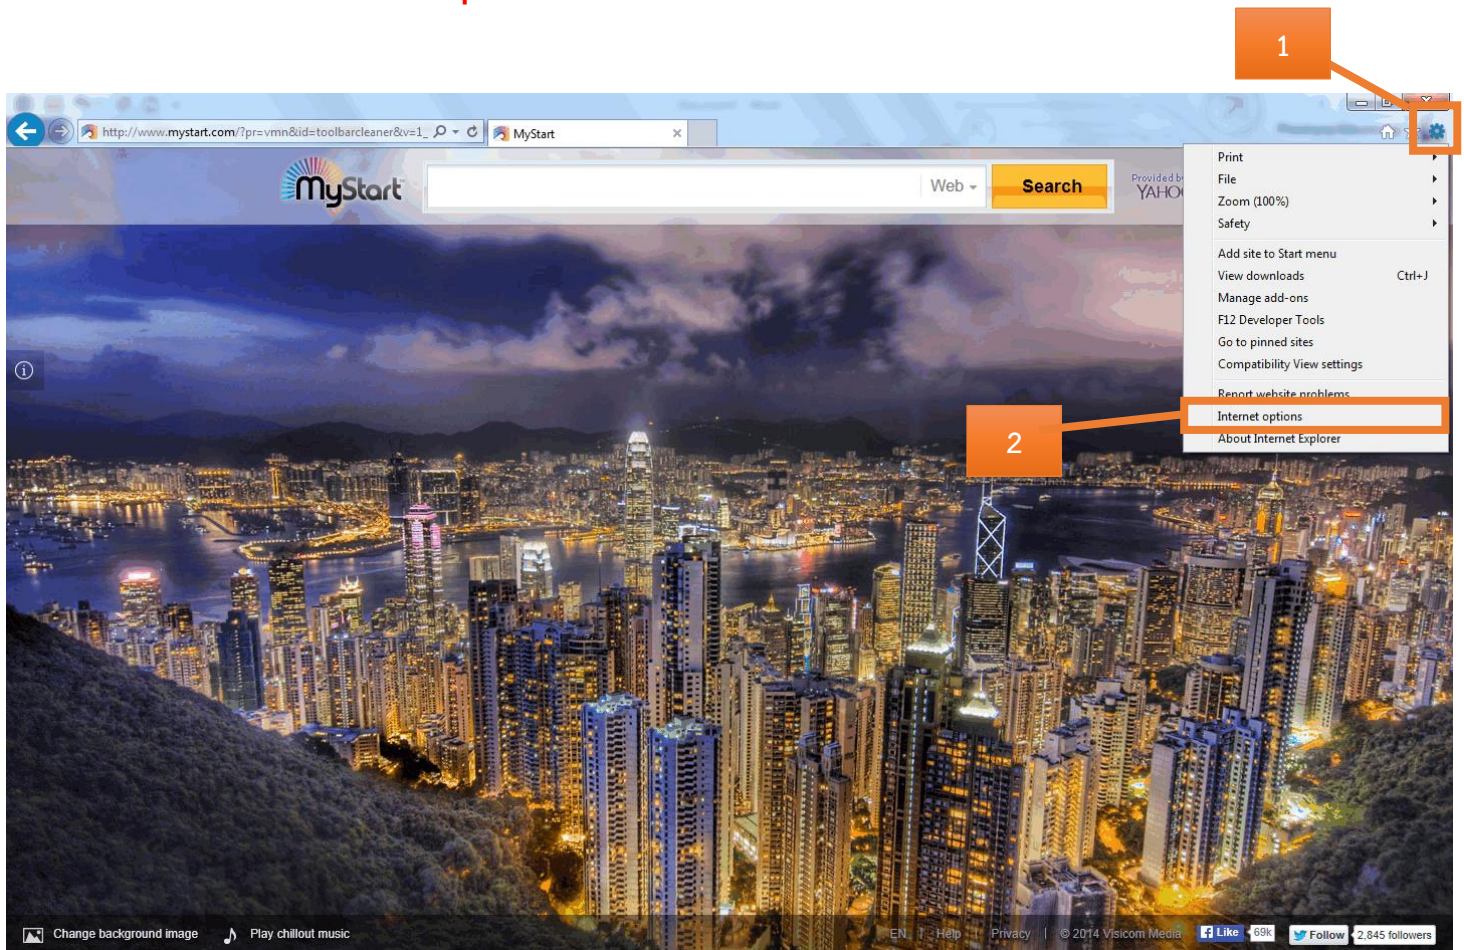 1
http://www.mystart.com/?pr=vmn&id=toolbarcleaner&v=1_
MyStart
MyStart
Web
Search
Provided by
YAHO
Print
File
Zoom (100%)
Safety
Add site to Start menu
View downloads Ctrl+J
Manage add-ons
F12 Developer Tools
Go to pinned sites
Compatibility View settings
Report website problems
Internet options
About Internet Explorer
2
Change background image
Play chillout music
EN | Help | Privacy | © 2014 Visicom Media
Like 69k
Follow 2,845 followers